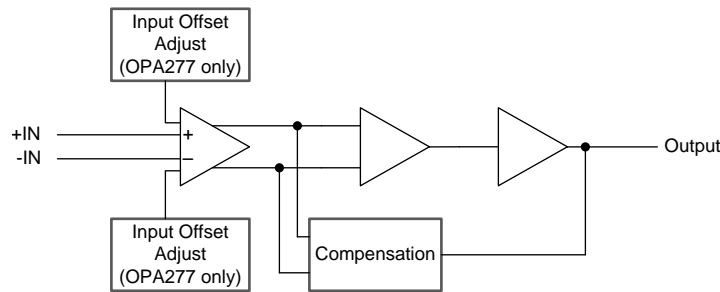 Input Offset
Adjust
(OPA277 only)
+IN
+
-IN
−
Output
Input Offset
Adjust
(OPA277 only)
Compensation